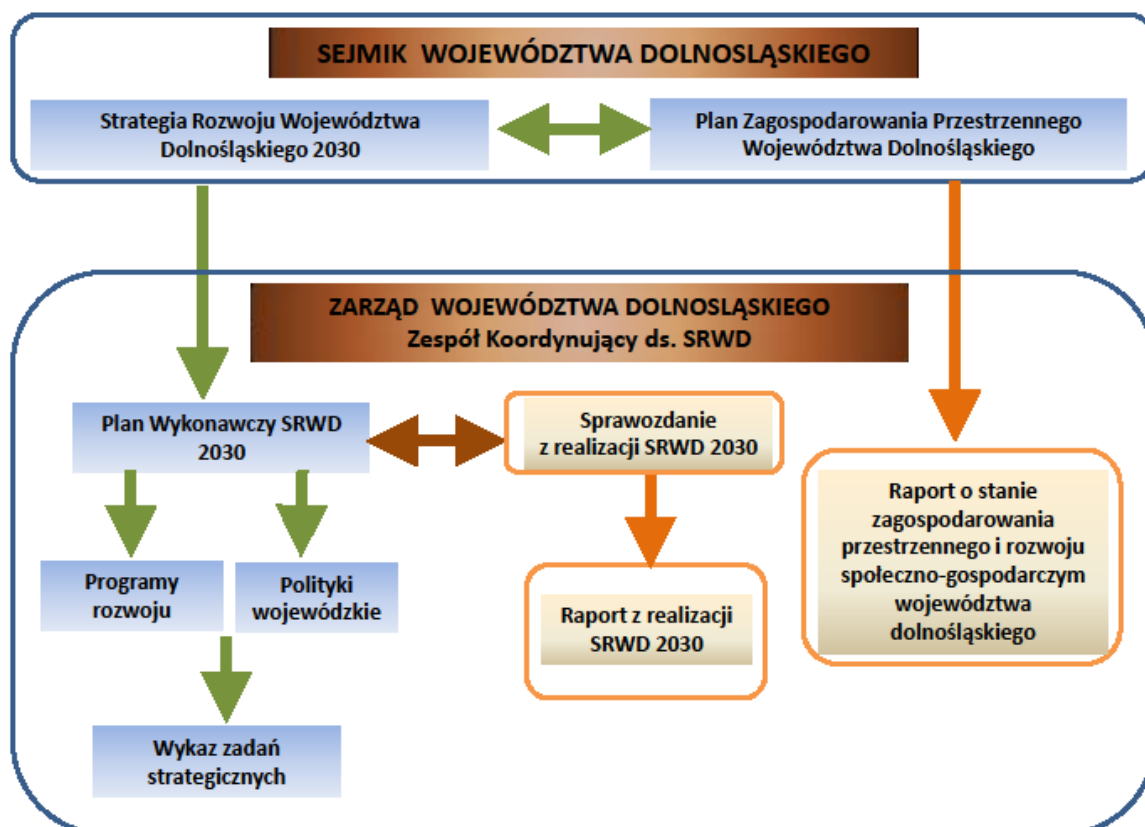 SEJMIK WOJEWÓDZTWA DOLNOSLĄSKIEGO
Strategia Rozwoju Województwa
Dolnośląskiego 2030
Plan Zagospodarowania Przestrzennego
Województwa Dolnośląskiego
ZARZĄD WOJEWÓDZTWA DOLNOSLĄSKIEGO
Zespół Koordynujący ds. SRWD
Plan Wykonawczy SRWD
2030
Sprawozdanie
z realizacji SRWD 2030
Raport o stanie
zagospodarowania
przestrzennego i rozwoju
społeczno-gospodarczym
województwa
dolnośląskiego
Programy
rozwoju
Polityki
wojewódzkie
Raport z realizacji
SRWD 2030
Wykaz zadań
strategicznych